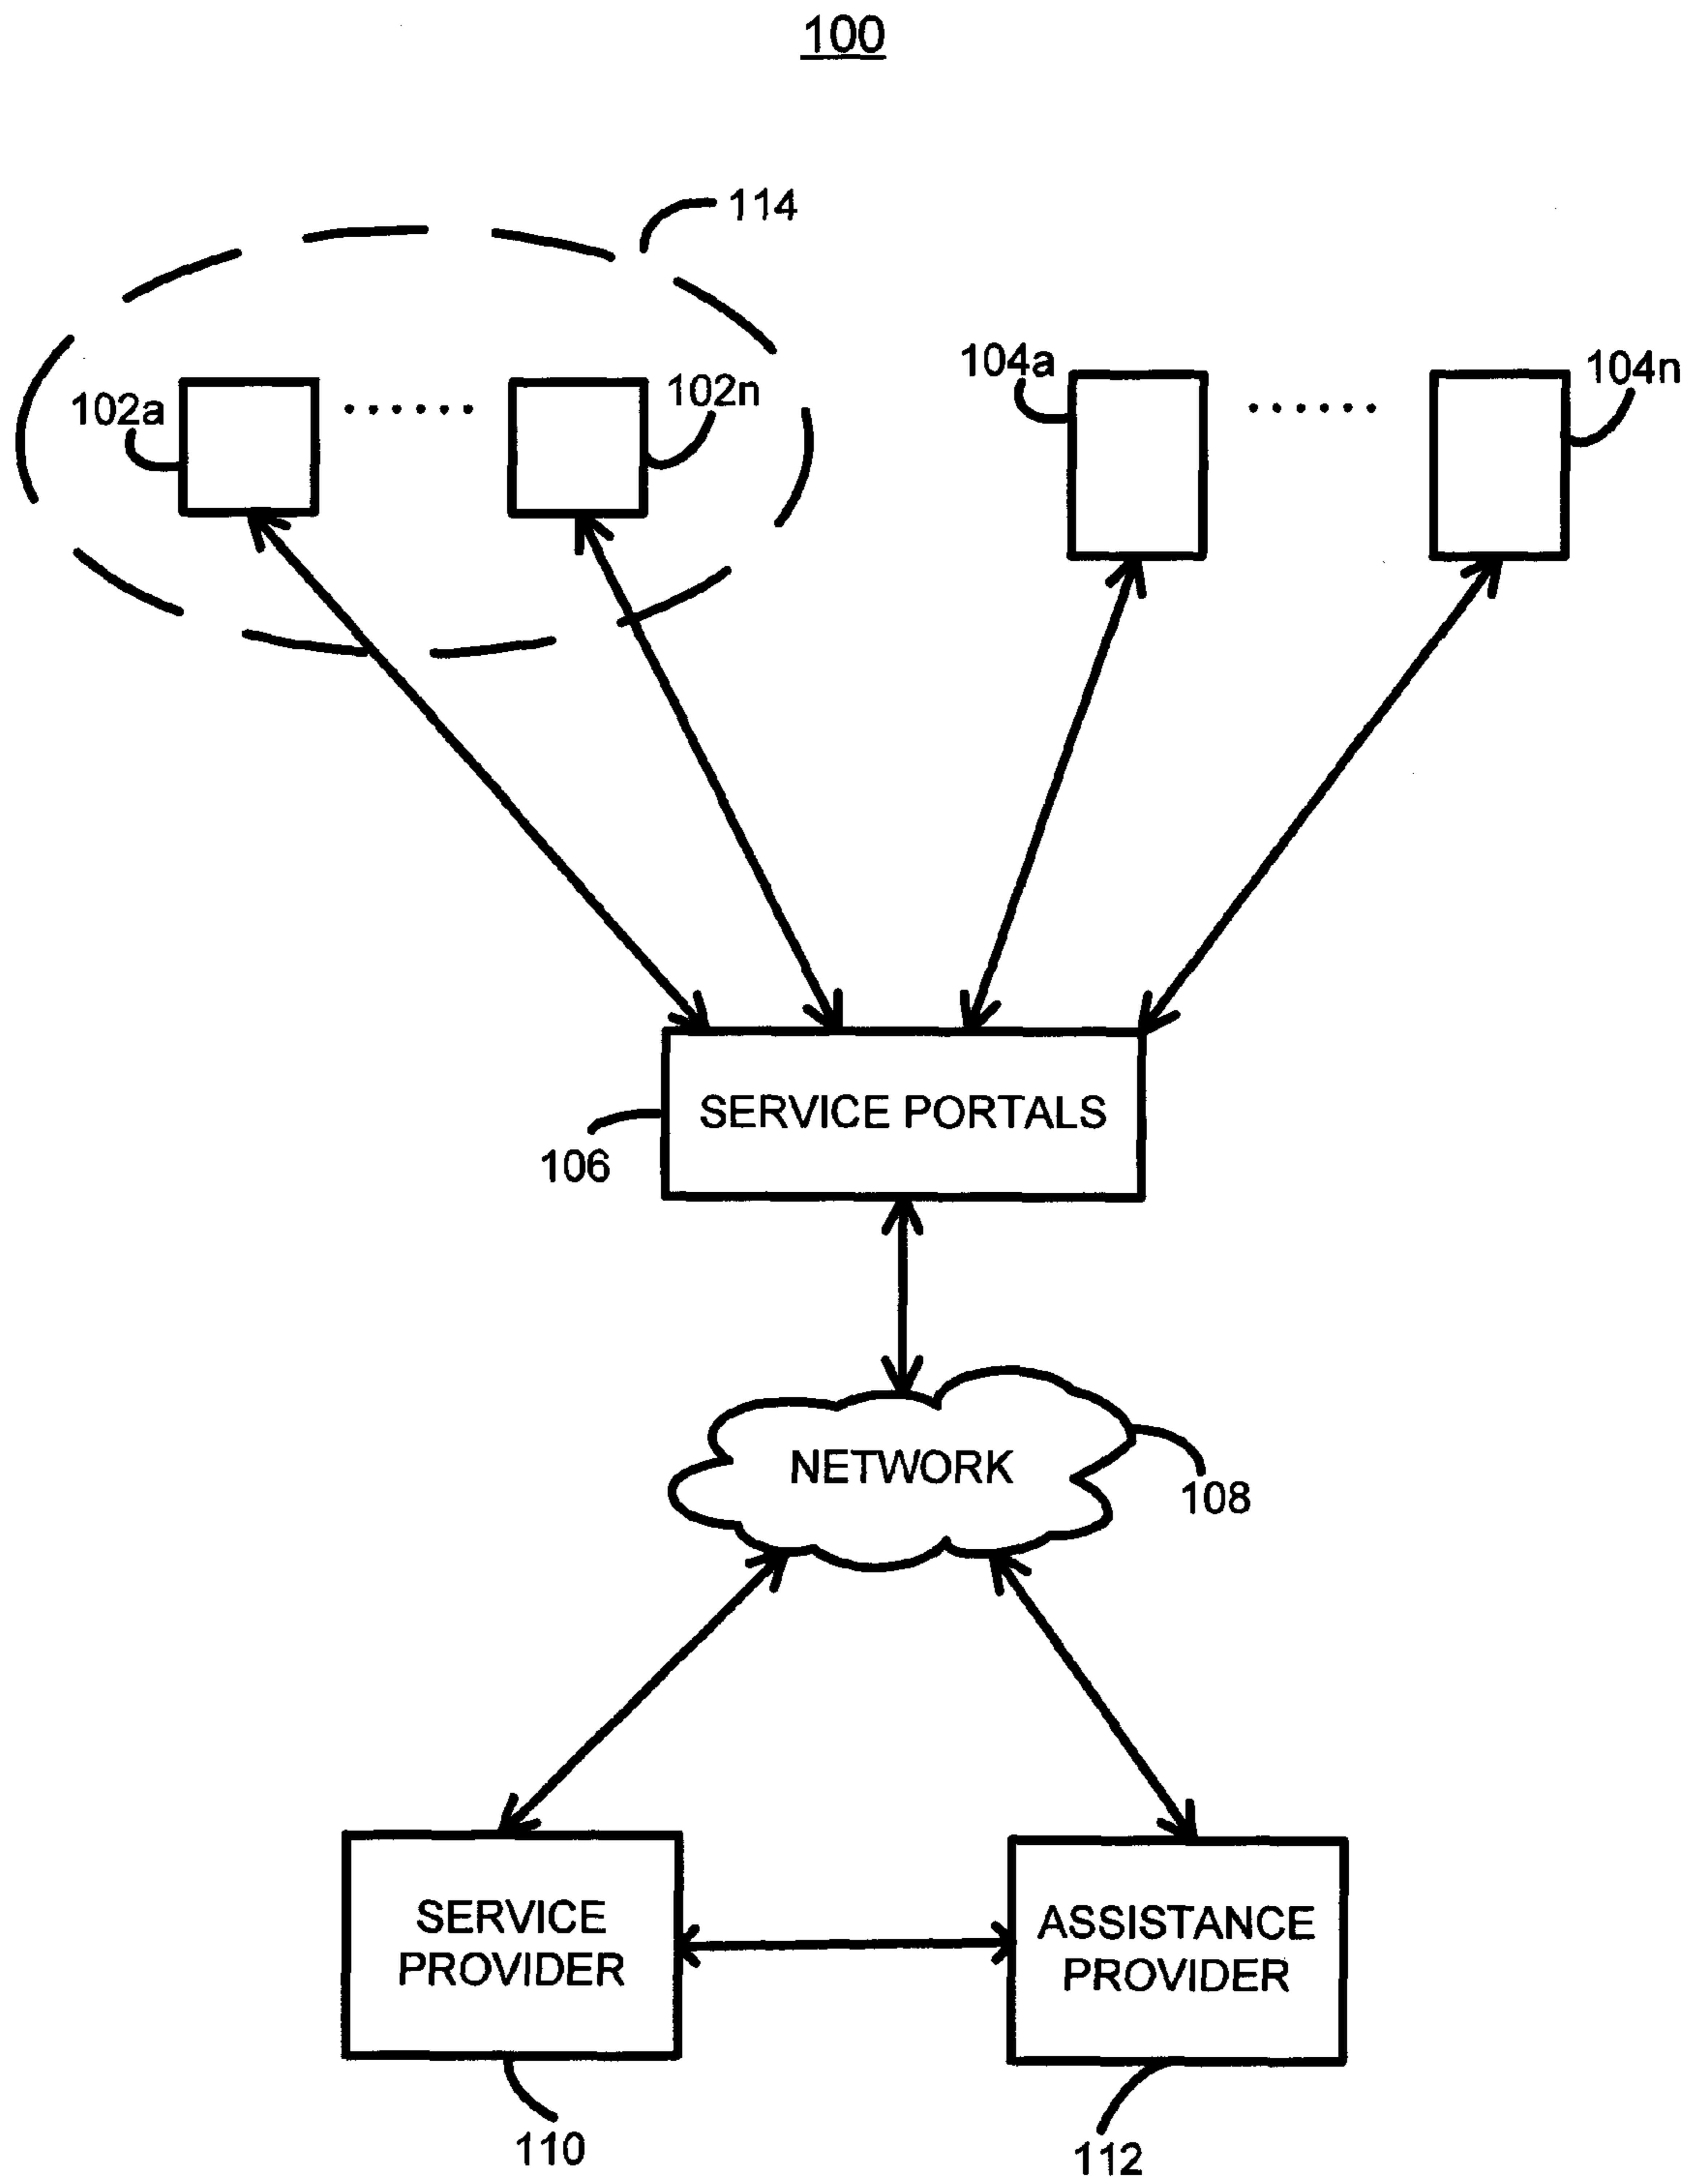 100
114
102a
102n
104a
104n
SERVICE PORTALS
106
NETWORK
108
SERVICE
PROVIDER
ASSISTANCE
PROVIDER
110
112